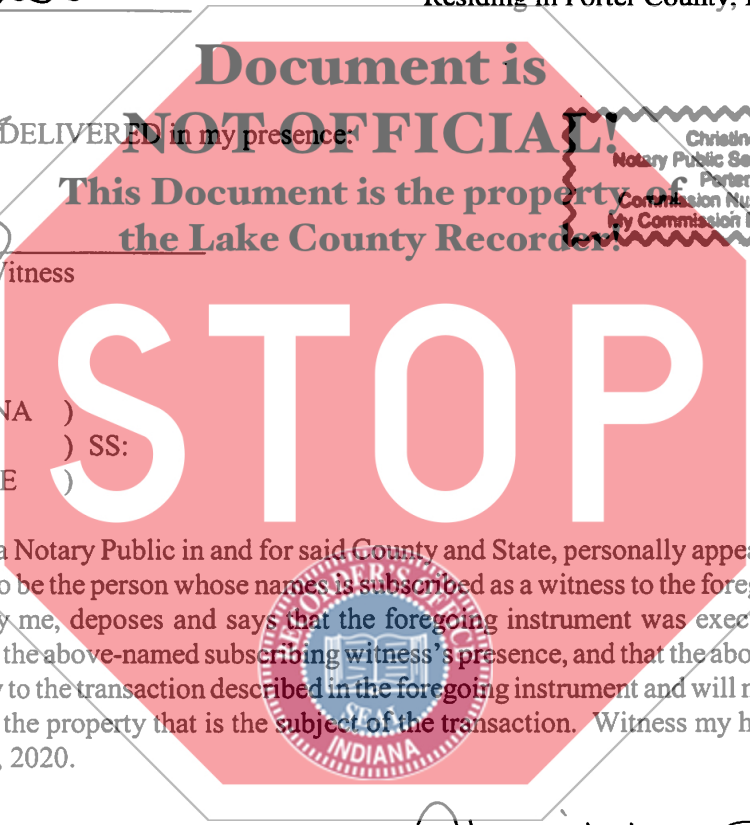 Residing in Porter County, I
Document is
NOT OFFICIAL!
DELIVERED in my presence:
Christin
Notary Public Se
Porter
Commission Nu
My Commission E
This Document is the property of
the Lake County Recorder!
Witness
STOP
NA )
) SS:
E )
a Notary Public in and for said County and State, personally appea
o be the person whose names is subscribed as a witness to the foreg
y me, deposes and says that the foregoing instrument was exec
the above-named subscribing witness's presence, and that the abo
y to the transaction described in the foregoing instrument and will n
the property that is the subject of the transaction. Witness my h
, 2020.
RECORDER'S OFFICE
SEAL
INDIANA